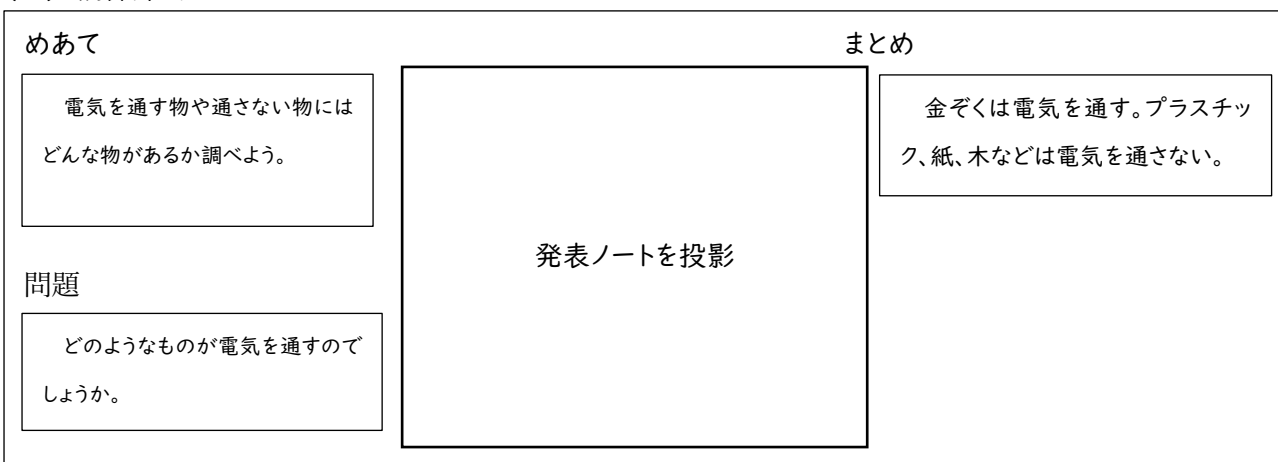 めあて
電気を通す物や通さない物には
どんな物があるか調べよう。
問題
どのようなものが電気を通すので
しょうか。
発表ノートを投影
まとめ
金ぞくは電気を通す。プラスチッ
ク、紙、木などは電気を通さない。